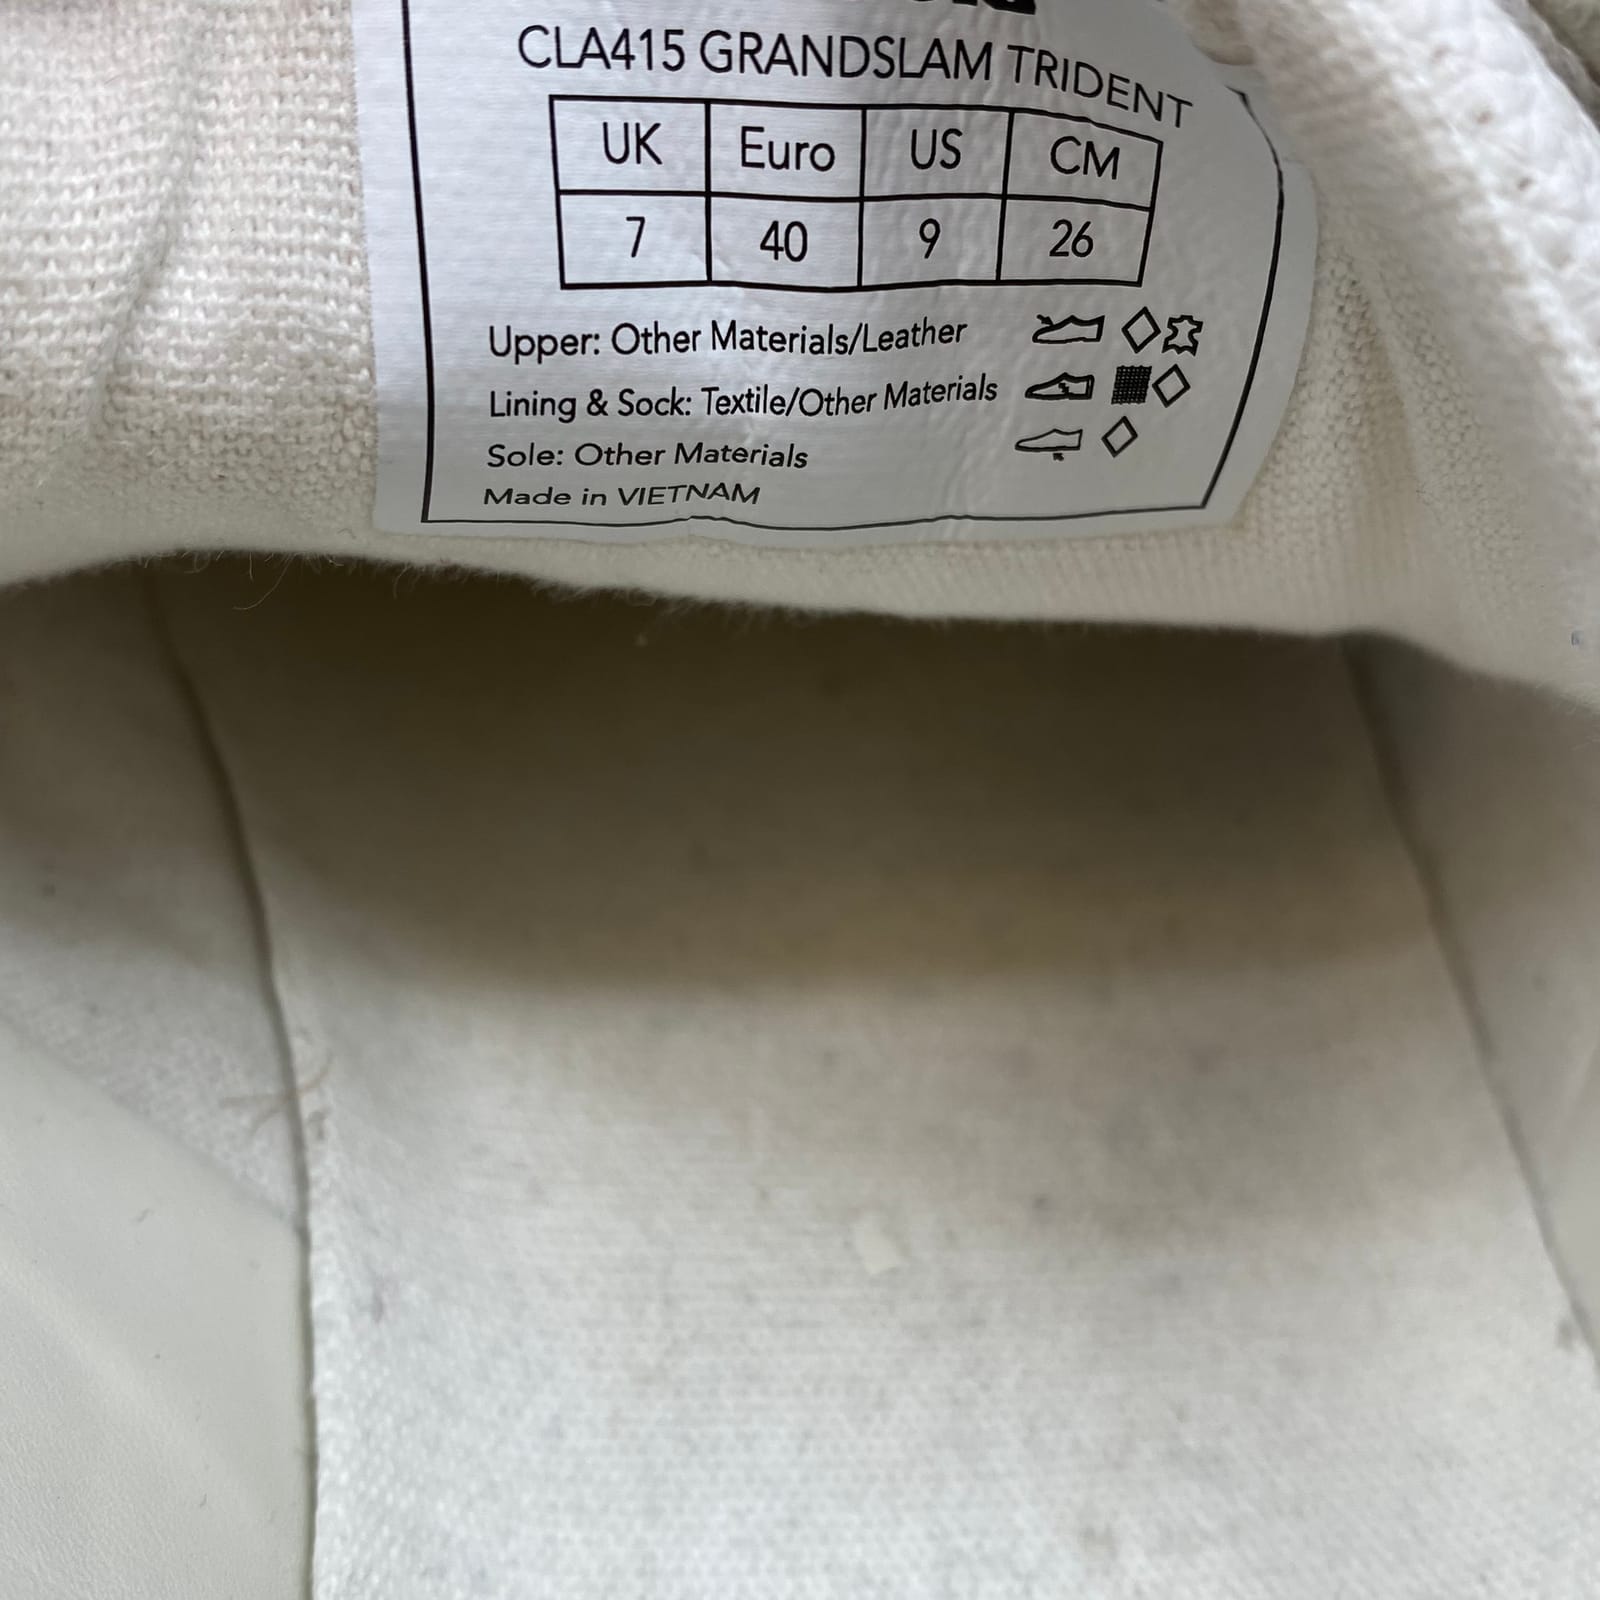 CLA415 GRANDSLAM TRIDENT
UK Euro US CM
7 40 9 26
Upper: Other Materials/Leather
Lining & Sock: Textile/Other Materials
Sole: Other Materials
Made in VIETNAM